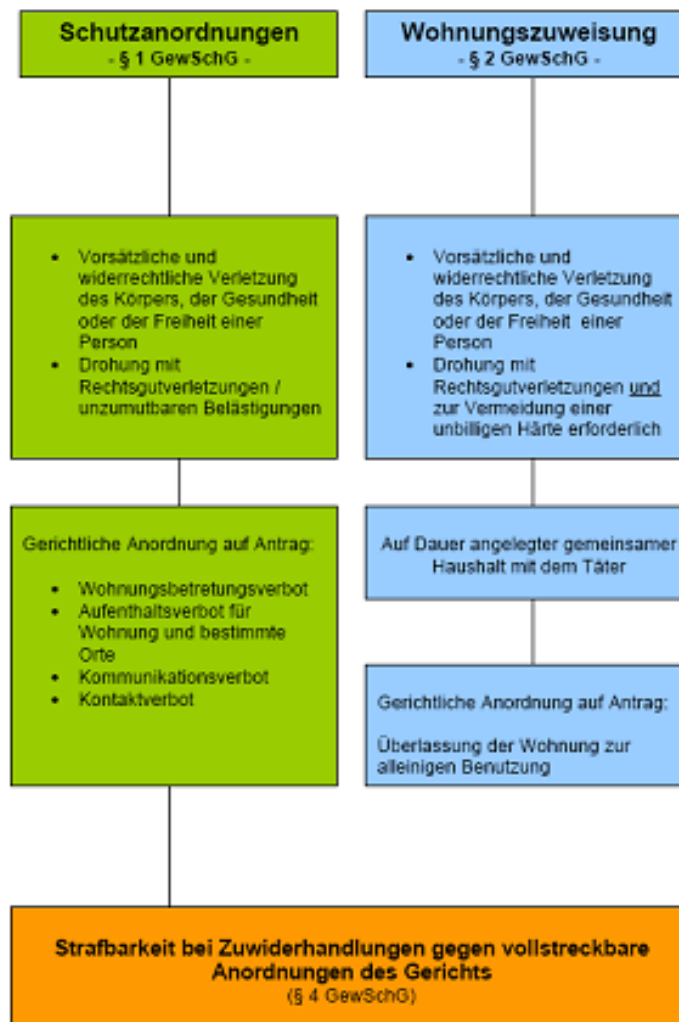 Schutzanordnungen
- § 1 GewSchG -
Vorsätzliche und
widerrechtliche Verletzung
des Körpers, der Gesundheit
oder der Freiheit einer
Person
Drohung mit
Rechtsgutverletzungen /
unzumutbaren Belästigungen
Gerichtliche Anordnung auf Antrag:
Wohnungsbetretungsverbot
Aufenthaltsverbot für
Wohnung und bestimmte
Orte
Kommunikationsverbot
Kontaktverbot
Wohnungszuweisung
- § 2 GewSchG -
Vorsätzliche und
widerrechtliche Verletzung
des Körpers, der Gesundheit
oder der Freiheit einer
Person
Drohung mit
Rechtsgutverletzungen und
zur Vermeidung einer
unbilligen Härte erforderlich
Auf Dauer angelegter gemeinsamer
Haushalt mit dem Täter
Gerichtliche Anordnung auf Antrag:
Überlassung der Wohnung zur
alleinigen Benutzung
Strafbarkeit bei Zuwiderhandlungen gegen vollstreckbare
Anordnungen des Gerichts
(§ 4 GewSchG)